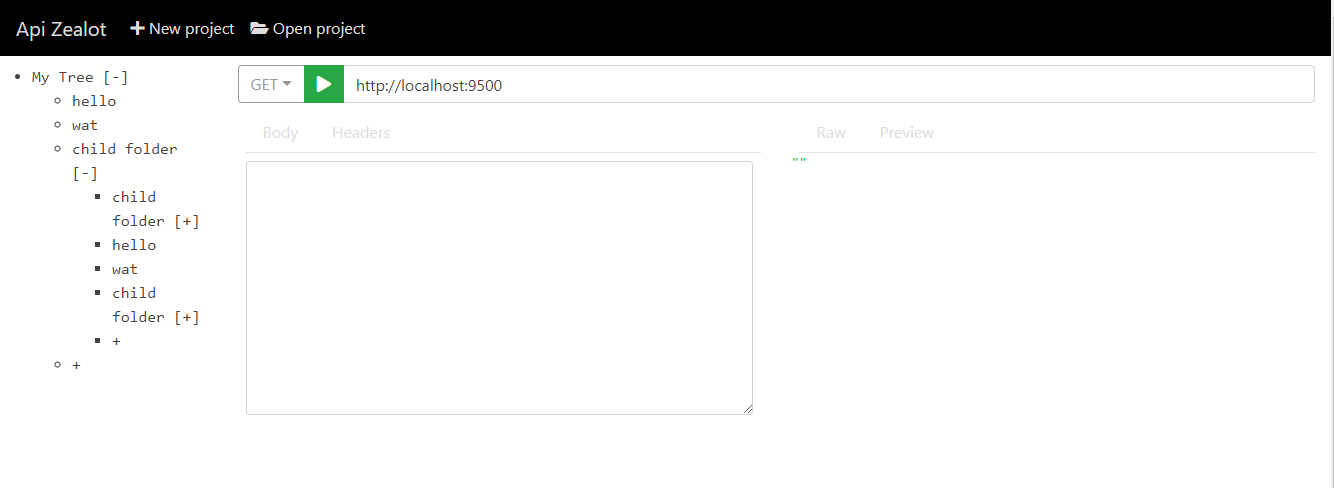 Api Zealot New project Open project
My Tree [-]
hello
wat
child folder
[-]
child
folder [+]
hello
wat
child
folder [+]
+
+
GET http://localhost:9500
Body Headers
Raw Preview
""